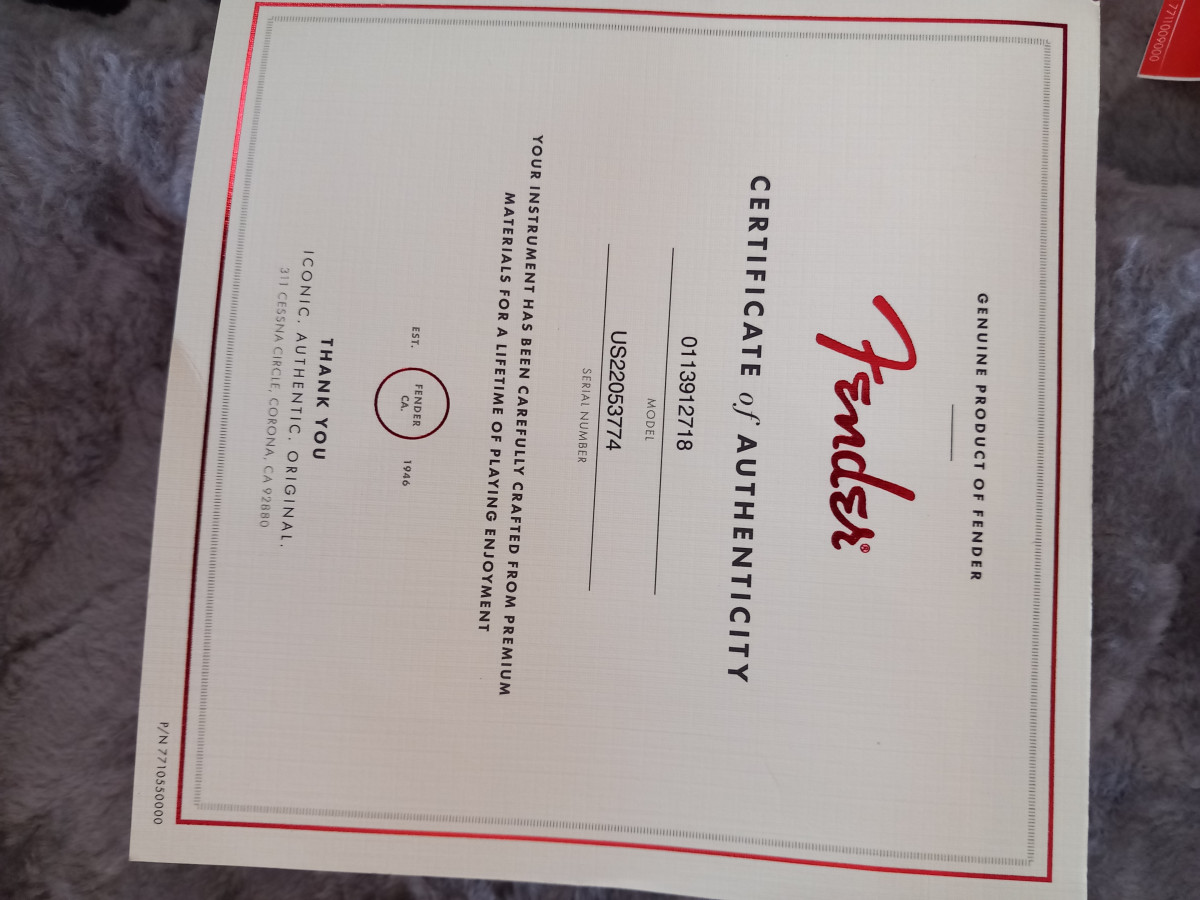 GENUINE PRODUCT OF FENDER
Fender®
CERTIFICATE of AUTHENTICITY
0113912718
MODEL
US22053774
SERIAL NUMBER
YOUR INSTRUMENT HAS BEEN CAREFULLY CRAFTED FROM PREMIUM
MATERIALS FOR A LIFETIME OF PLAYING ENJOYMENT
EST. FENDER CA. 1946
THANK YOU
ICONIC. AUTHENTIC. ORIGINAL.
311 CESSNA CIRCLE, CORONA, CA 92880
P/N 7710550000
7711009000